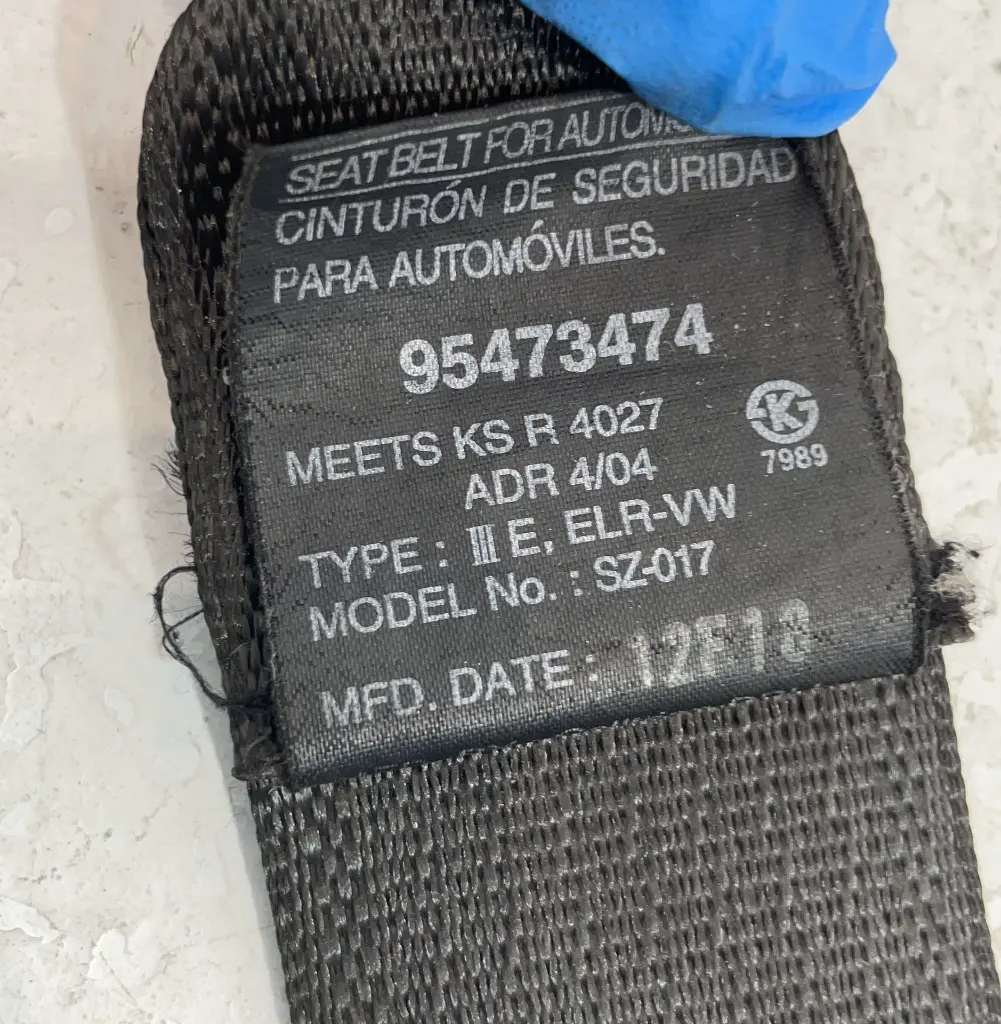 SEAT BELT FOR
CINTURÓN DE SEGURIDAD
PARA AUTOMÓVILES.
95473474
MEETS KS R 4027
ADR 4/04
K
7989
TYPE : III E, ELR-VW
MODEL No. : SZ-017
MFD. DATE :